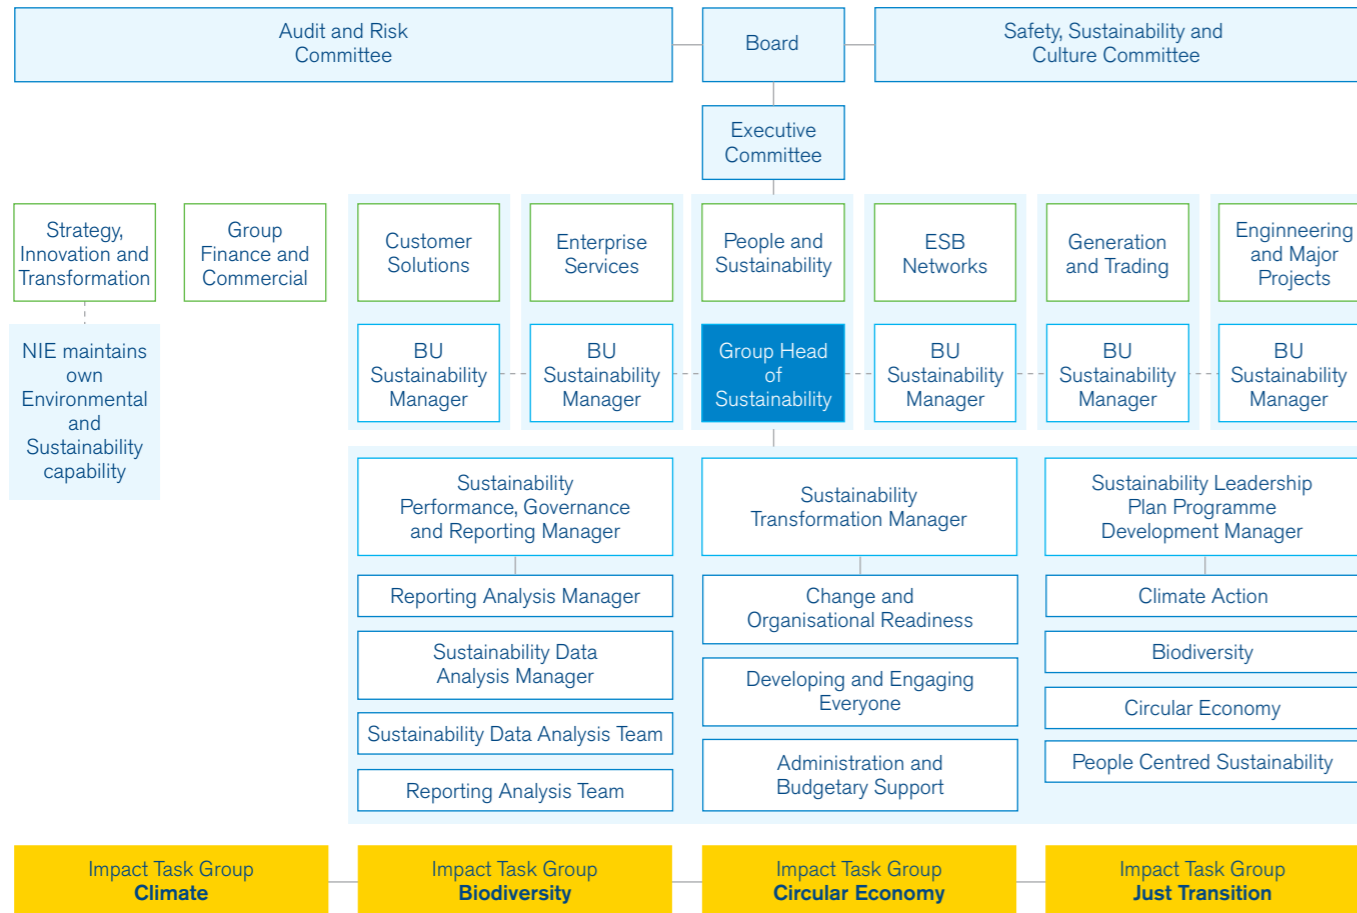 Audit and Risk
Committee
Board
Safety, Sustainability and
Culture Committee
Executive
Committee
Strategy,
Innovation and
Transformation
Group
Finance and
Commercial
Customer
Solutions
Enterprise
Services
People and
Sustainability
ESB
Networks
Generation
and Trading
Enginneering
and Major
Projects
NIE maintains
own
Environmental
and
Sustainability
capability
BU
Sustainability
Manager
BU
Sustainability
Manager
Group Head
of
Sustainability
BU
Sustainability
Manager
BU
Sustainability
Manager
BU
Sustainability
Manager
Sustainability
Performance, Governance
and Reporting Manager
Sustainability
Transformation Manager
Sustainability Leadership
Plan Programme
Development Manager
Reporting Analysis Manager
Sustainability Data
Analysis Manager
Sustainability Data Analysis Team
Reporting Analysis Team
Change and
Organisational Readiness
Developing and Engaging
Everyone
Administration and
Budgetary Support
Climate Action
Biodiversity
Circular Economy
People Centred Sustainability
Impact Task Group
Climate
Impact Task Group
Biodiversity
Impact Task Group
Circular Economy
Impact Task Group
Just Transition